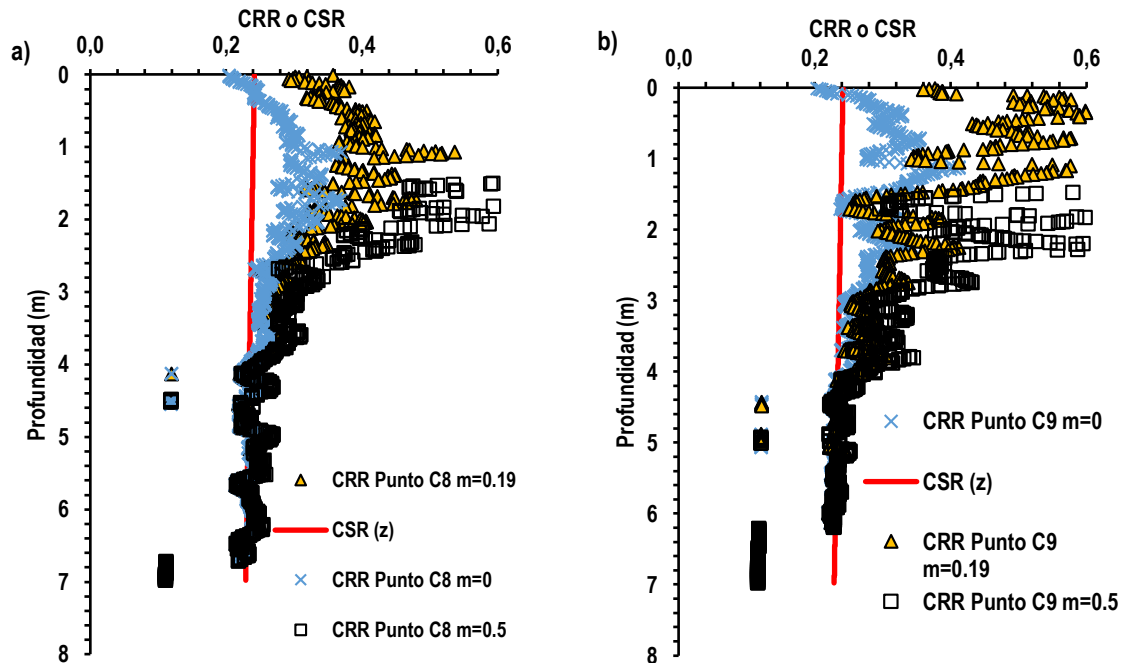 a)
CRR o CSR
0,0 0,2 0,4 0,6
Profundidad (m)
0
1
2
3
4
5
6
7
8
CRR Punto C8 m=0.19
CSR (z)
CRR Punto C8 m=0
CRR Punto C8 m=0.5
b)
CRR o CSR
0,0 0,2 0,4 0,6
Profundidad (m)
0
1
2
3
4
5
6
7
8
CRR Punto C9 m=0
CSR (z)
CRR Punto C9
m=0.19
CRR Punto C9 m=0.5